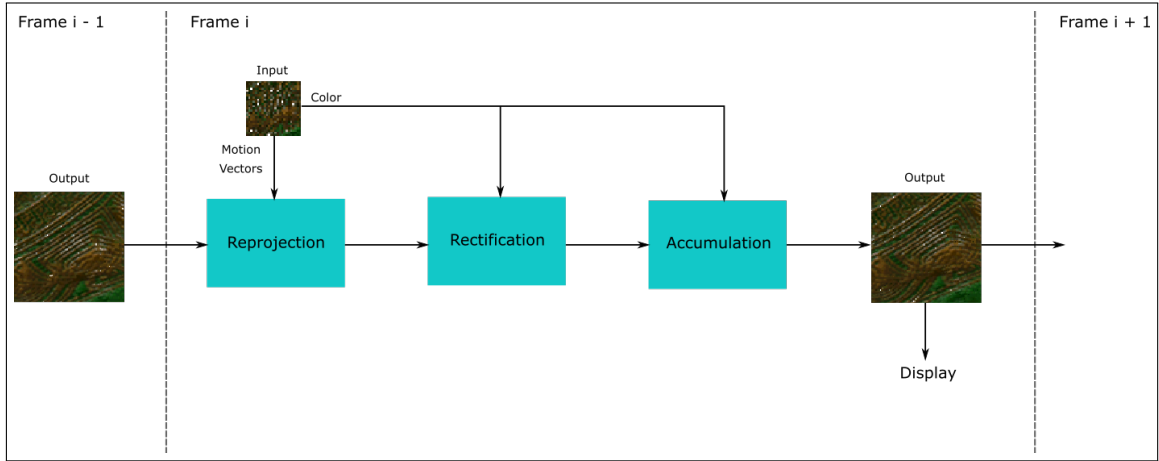 Frame i - 1
Frame i
Frame i + 1
Input
Color
Motion
Vectors
Output
Reprojection
Rectification
Accumulation
Output
Display